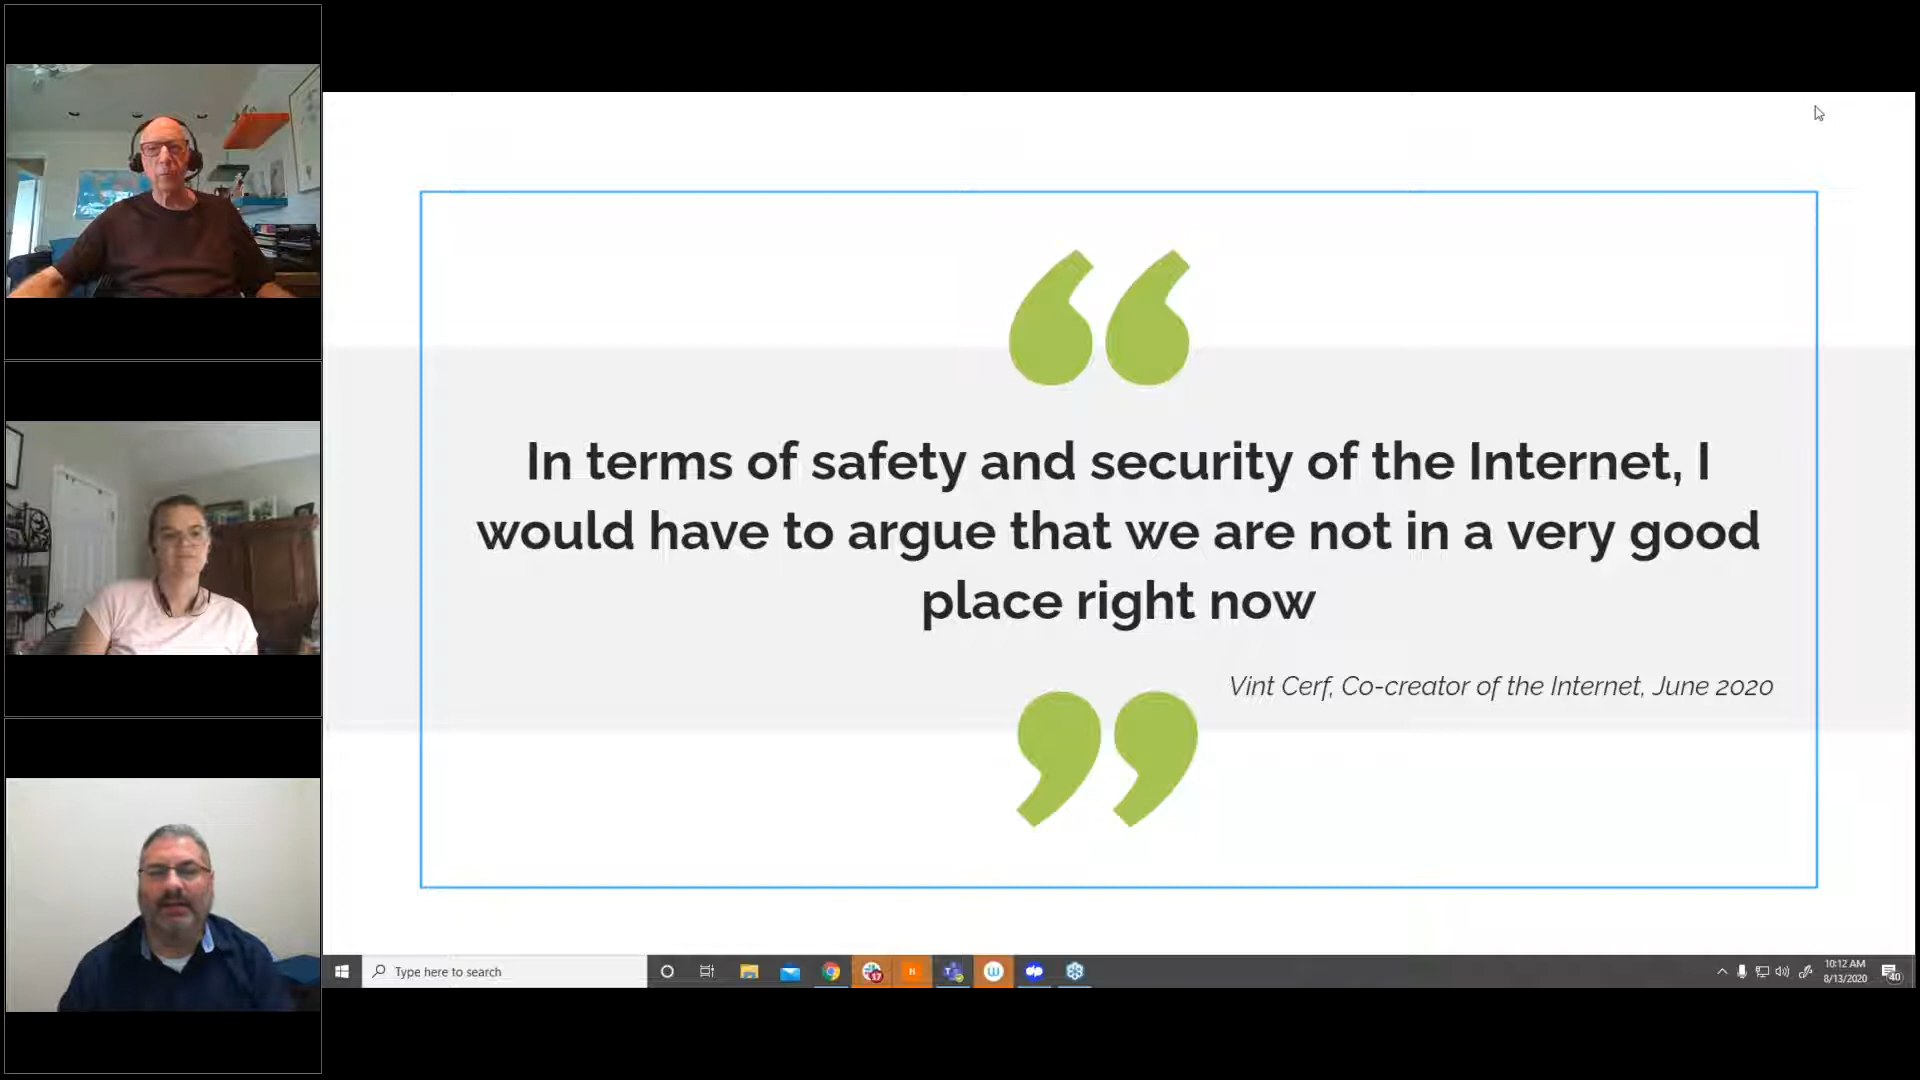 In terms of safety and security of the Internet, I
would have to argue that we are not in a very good
place right now
Vint Cerf, Co-creator of the Internet, June 2020
Type here to search
17
10:12 AM
8/13/2020
40